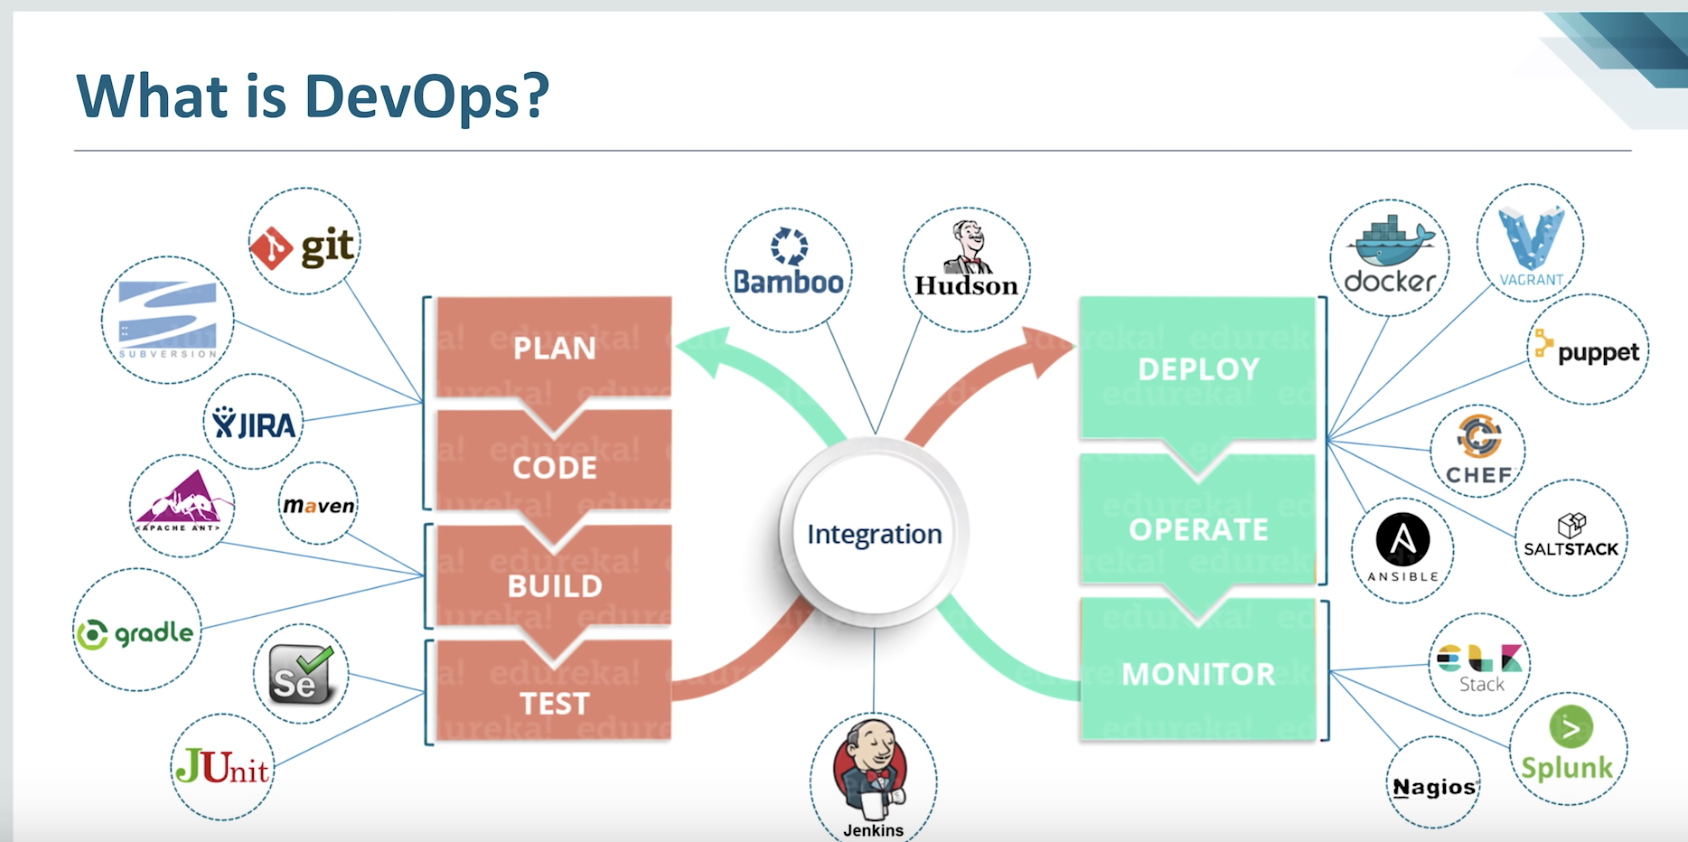 What is DevOps?
git
SUBVERSION
JIRA
<APACHE ANT>
maven
gradle
Se
JUnit
PLAN
CODE
BUILD
TEST
Bamboo
Hudson
Integration
Jenkins
DEPLOY
OPERATE
MONITOR
docker
VAGRANT
puppet
CHEF
SALTSTACK
ANSIBLE
ELK
Stack
Splunk
Nagios
edureka!